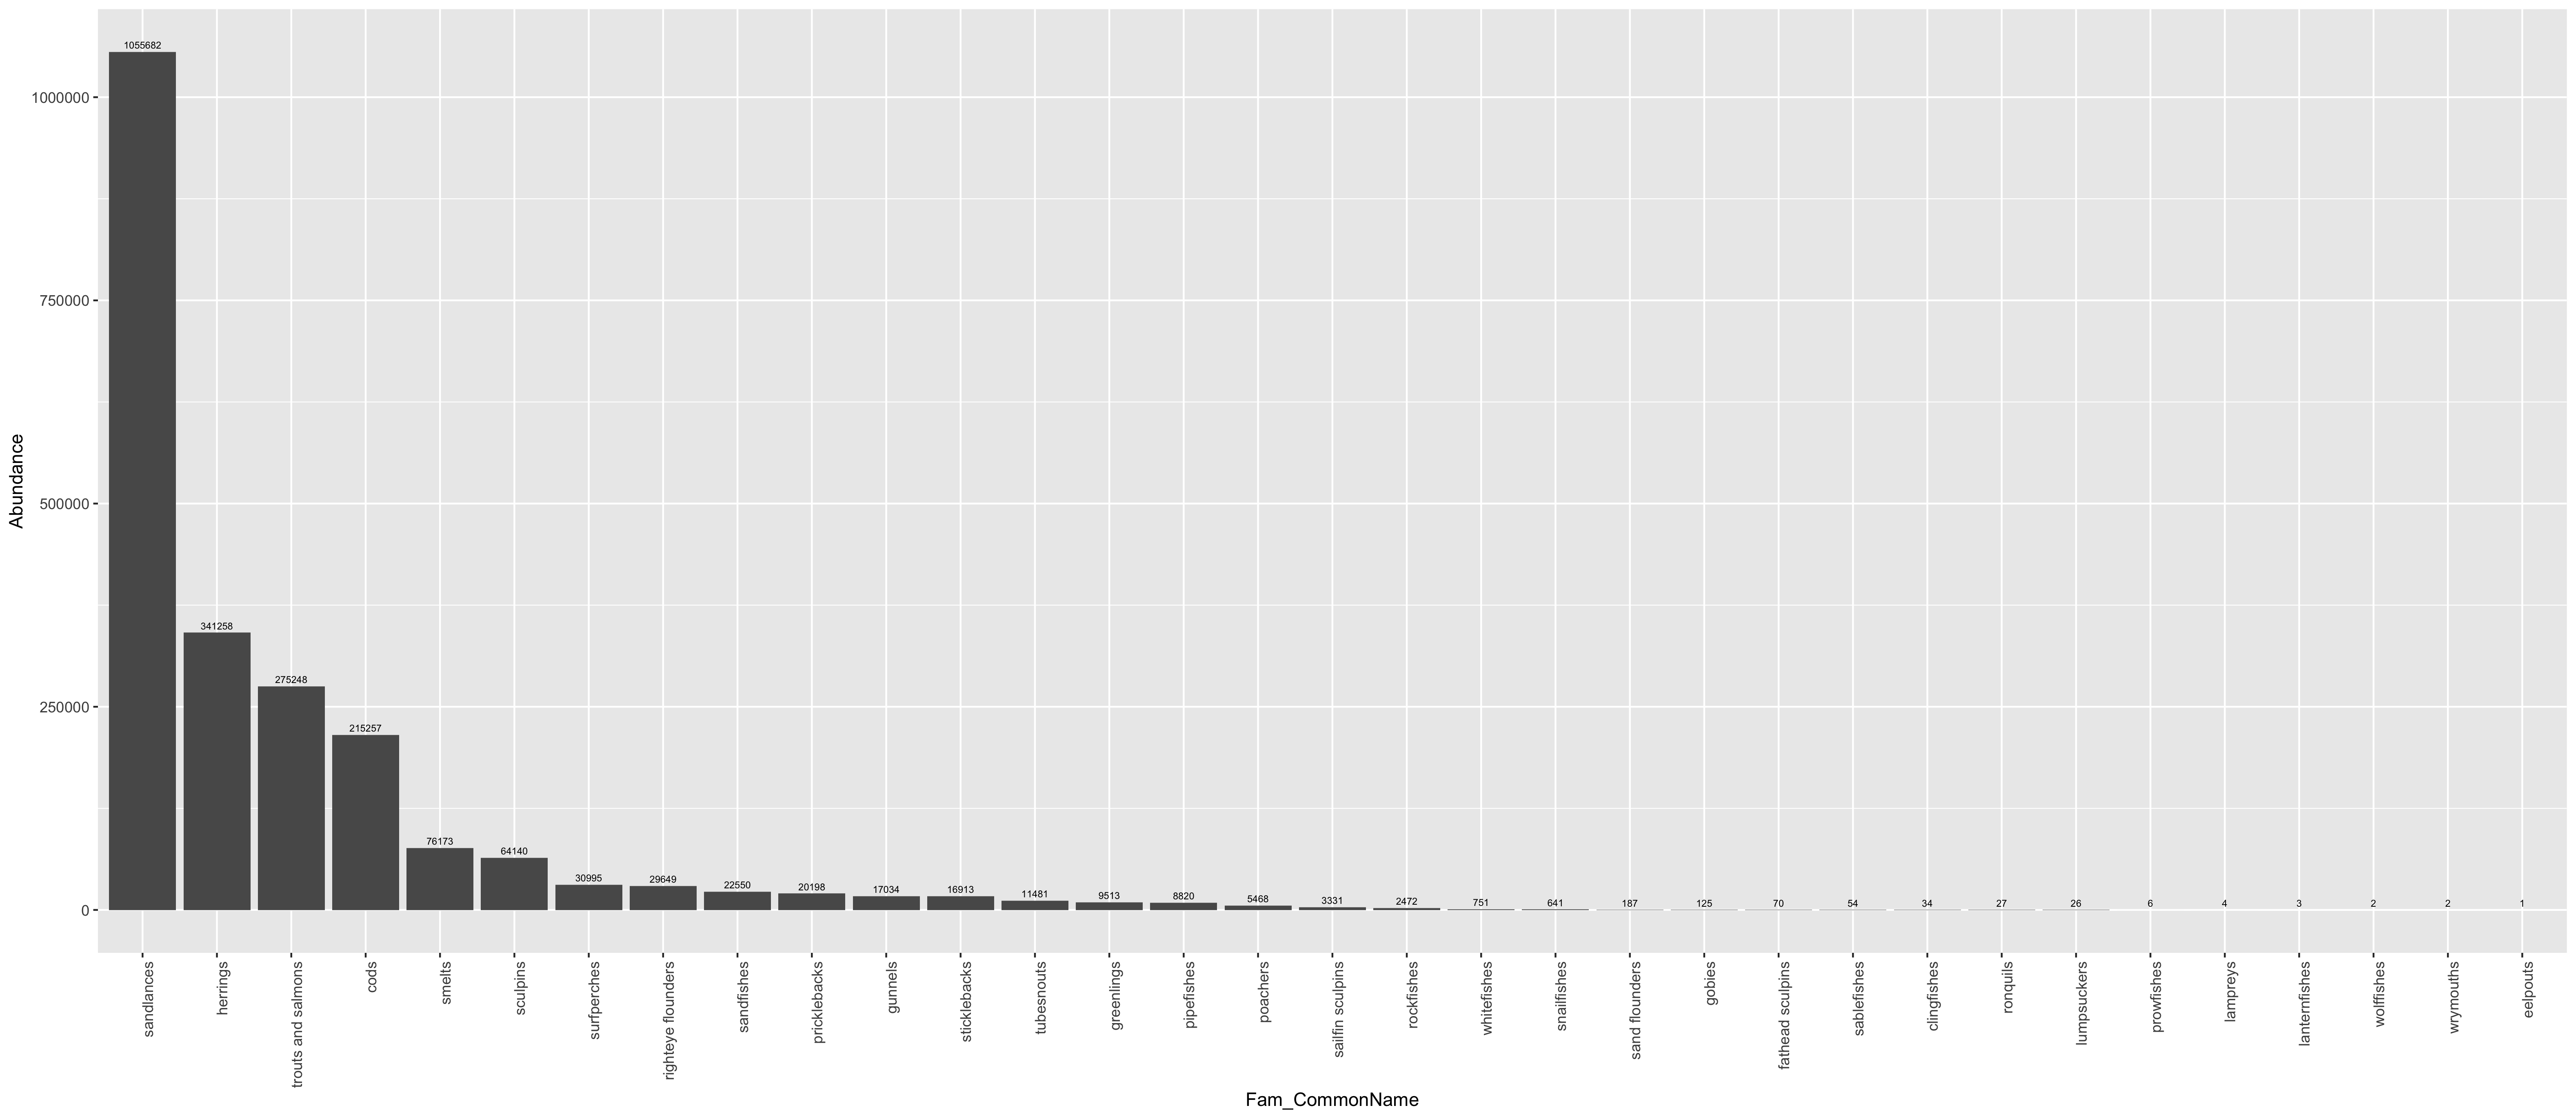 Abundance
1000000
750000
500000
250000
0
1055682
341258
275248
215257
76173
64140
30995
29649
22550
20198
17034
16913
11481
9513
8820
5468
3331
2472
751
641
187
125
70
54
34
27
26
6
4
3
2
2
1
sandlances
herrings
trouts and salmons
cods
smelts
sculpins
surfperches
righteye flounders
sandfishes
pricklebacks
gunnels
sticklebacks
tubesnouts
greenlings
pipefishes
poachers
sailfin sculpins
rockfishes
whitefishes
snailfishes
sand flounders
gobies
fathead sculpins
sablefishes
clingfishes
ronquils
lumpsuckers
prowfishes
lampreys
lanternfishes
wolffishes
wrymouths
eelpouts
Fam_CommonName